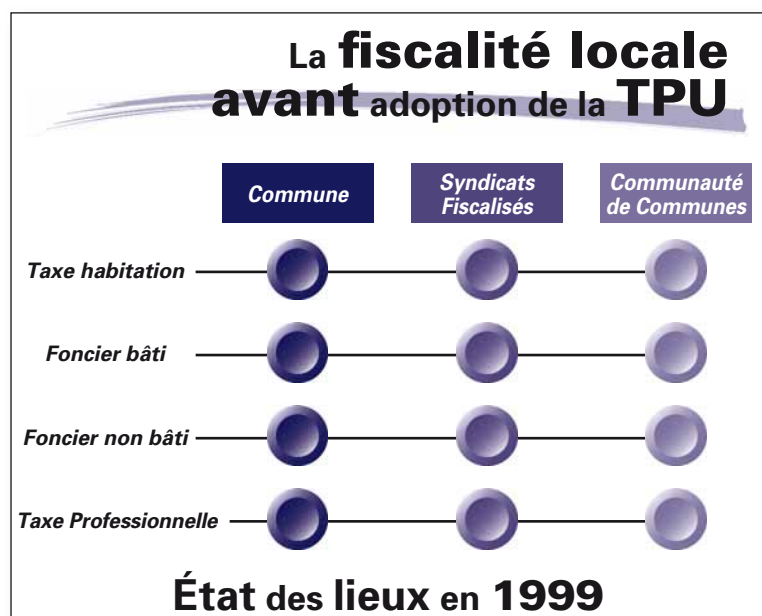 La fiscalité locale
avant adoption de la TPU
Commune
Syndicats
Fiscalisés
Communauté
de Communes
Taxe habitation
Foncier bâti
Foncier non bâti
Taxe Professionnelle
État des lieux en 1999